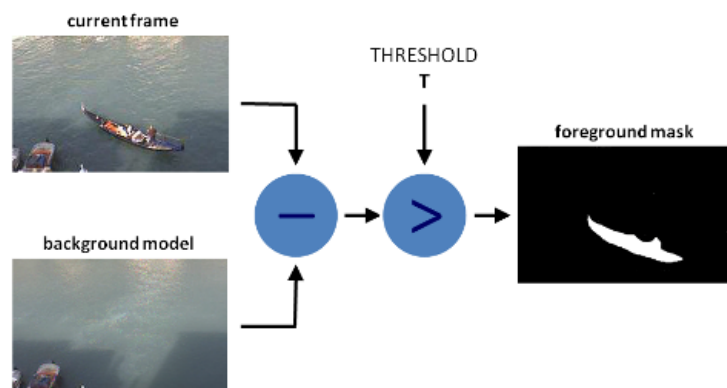 current frame
THRESHOLD
T
foreground mask
−
>
background model